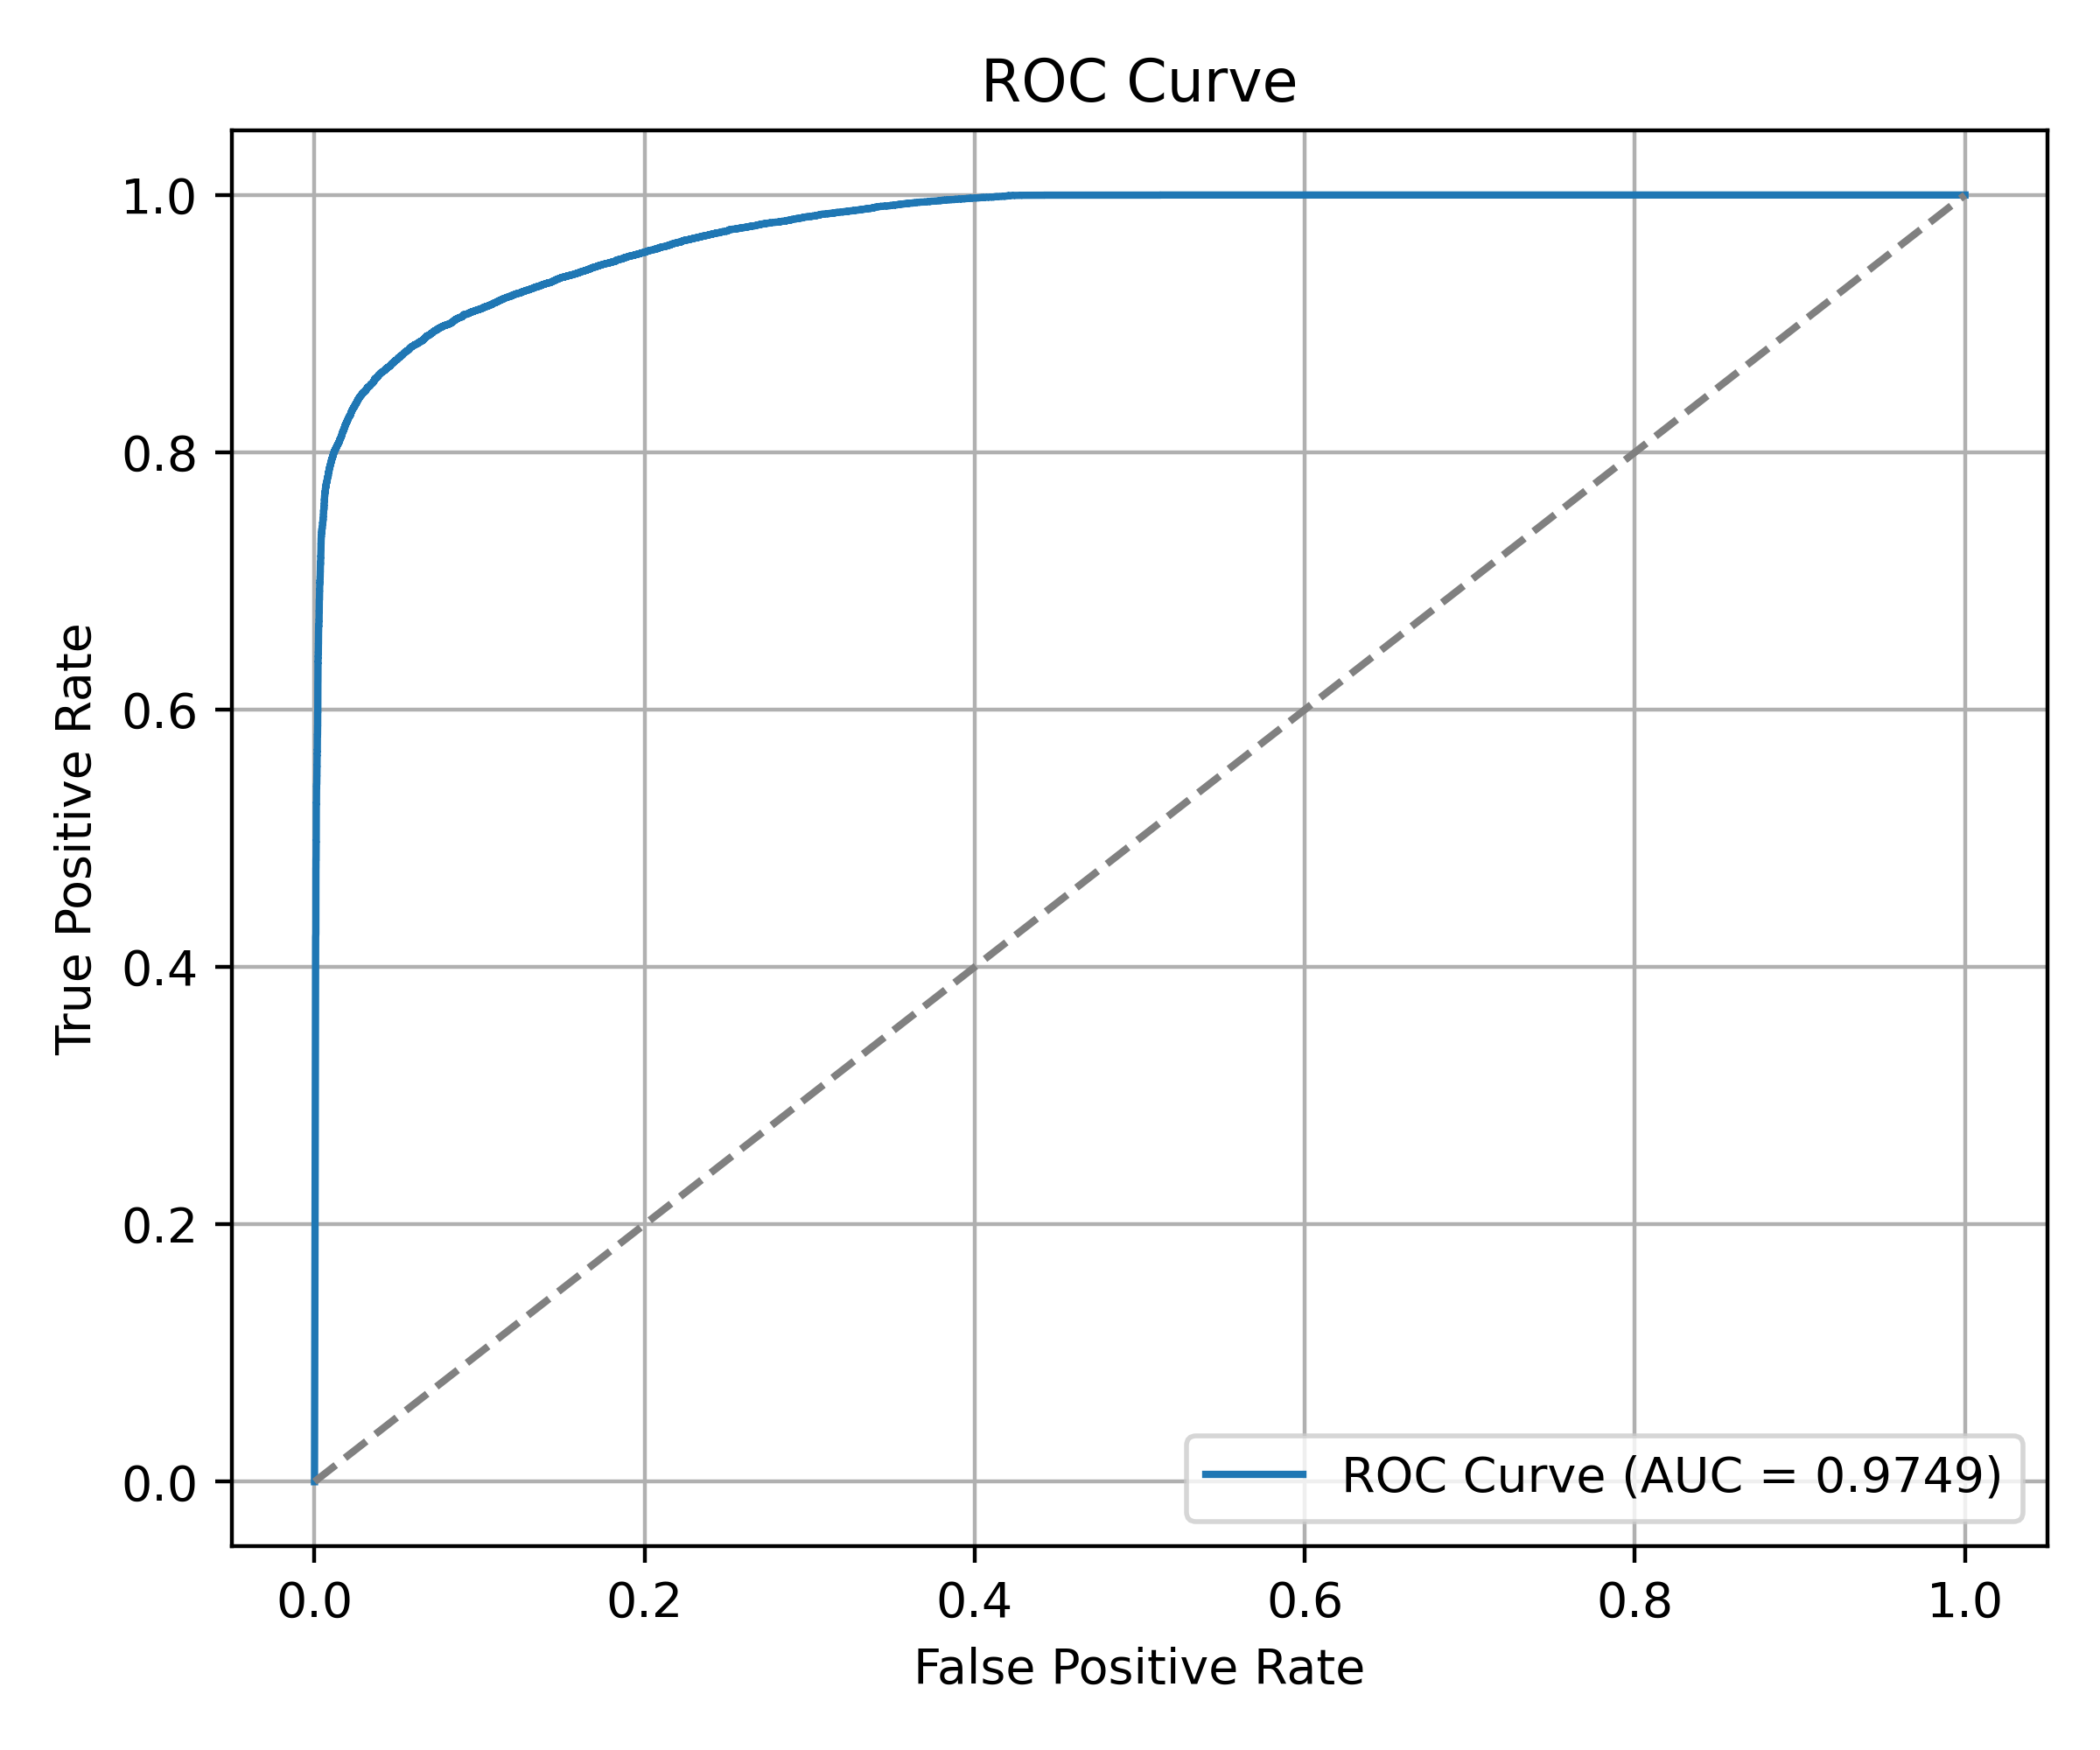 ROC Curve
1.0
0.8
0.6
0.4
0.2
0.0
True Positive Rate
ROC Curve (AUC = 0.9749)
0.0 0.2 0.4 0.6 0.8 1.0
False Positive Rate